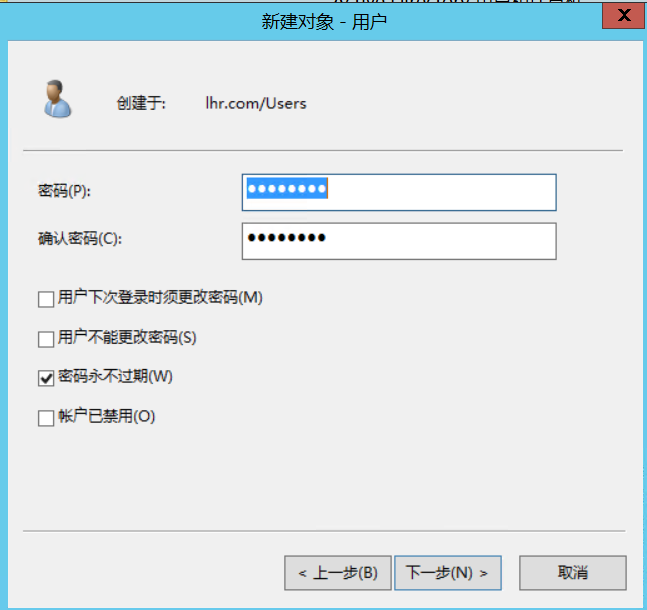 新建对象 - 用户
X
创建于: lhr.com/Users
密码(P): ●●●●●●●●
确认密码(C): ●●●●●●●●
用户下次登录时须更改密码(M)
用户不能更改密码(S)
密码永不过期(W)
帐户已禁用(O)
< 上一步(B) 下一步(N) > 取消